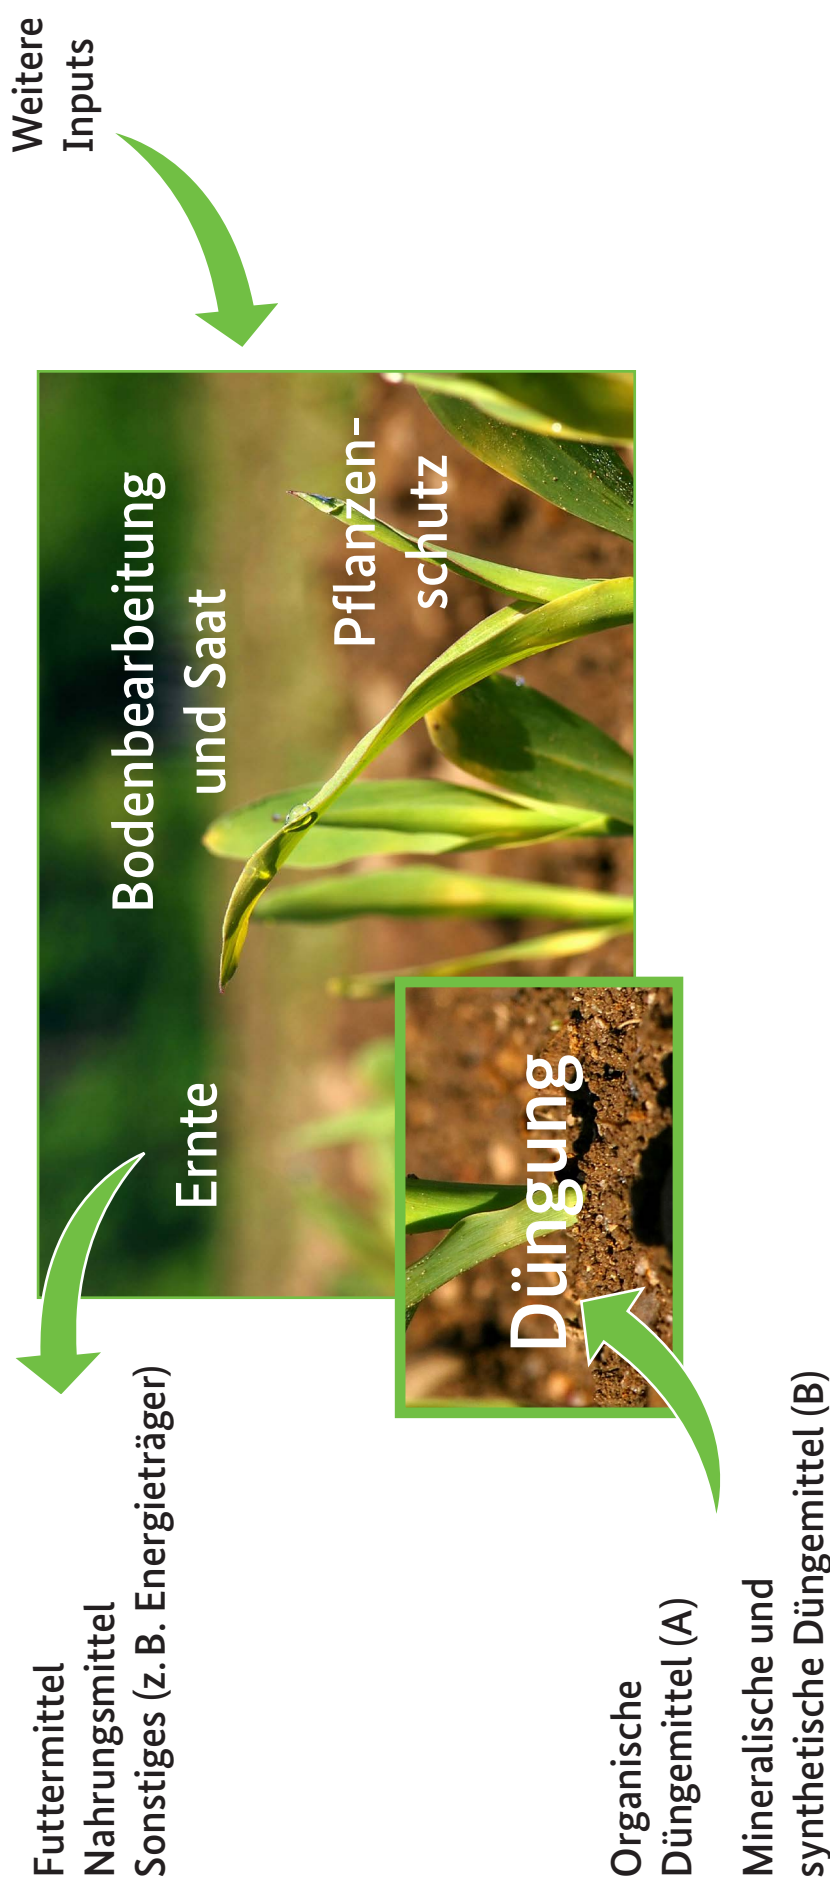 Futtermittel
Nahrungsmittel
Sonstiges (z. B. Energieträger)
Weitere
Inputs
Ernte
Bodenbearbeitung
und Saat
Pflanzen-
schutz
Düngung
Organische
Düngemittel (A)
Mineralische und
synthetische Düngemittel (B)